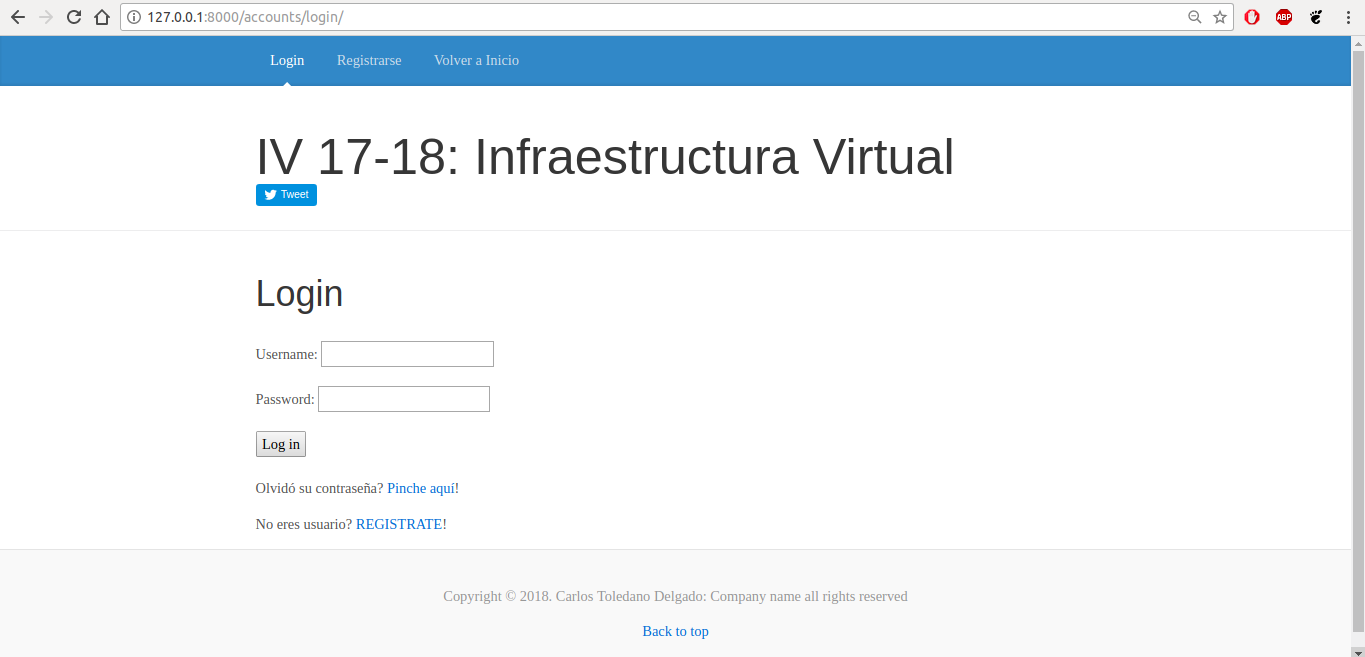 127.0.0.1:8000/accounts/login/
ABP
Login Registrarse Volver a Inicio
IV 17-18: Infraestructura Virtual
Tweet
Login
Username:
Password:
Log in
Olvidó su contraseña? Pinche aquí!
No eres usuario? REGISTRATE!
Copyright © 2018. Carlos Toledano Delgado: Company name all rights reserved
Back to top